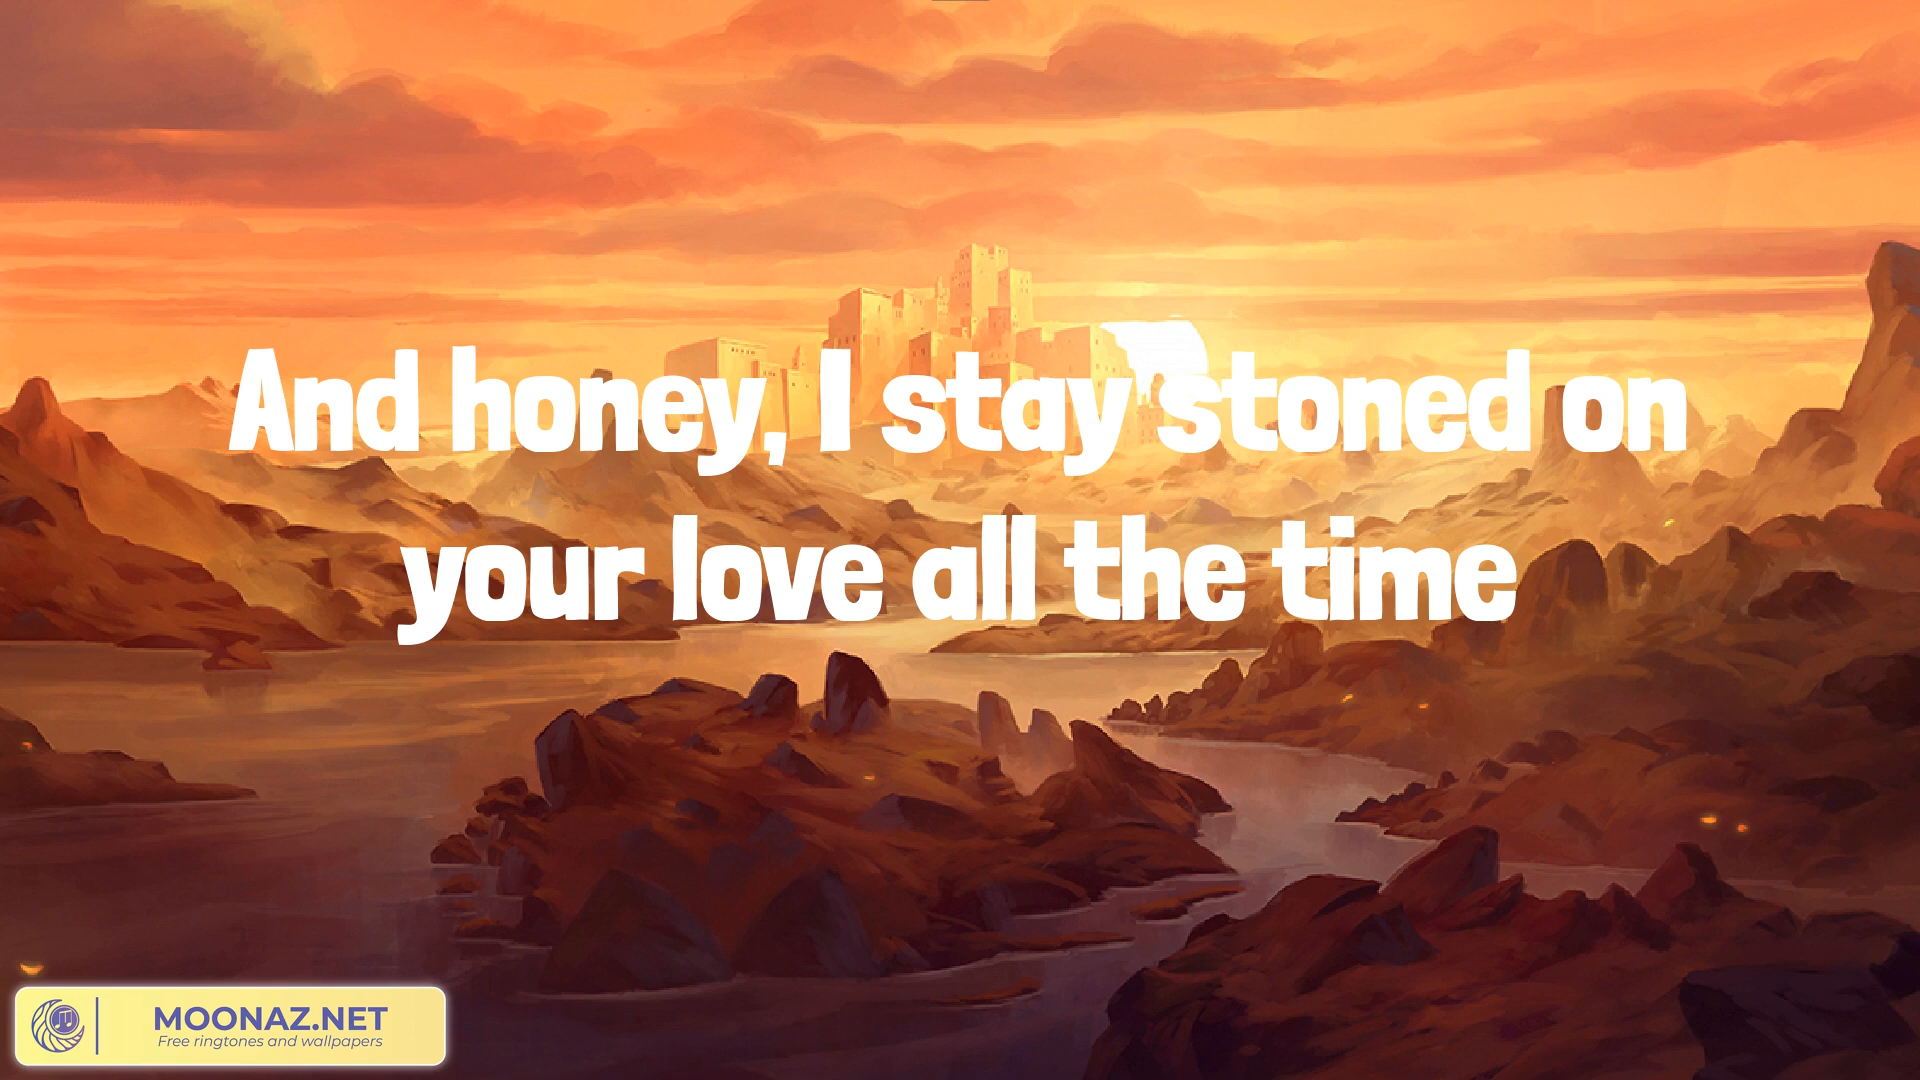 And honey, I stay stoned on
your love all the time
MOONAZ.NET
Free ringtones and wallpapers